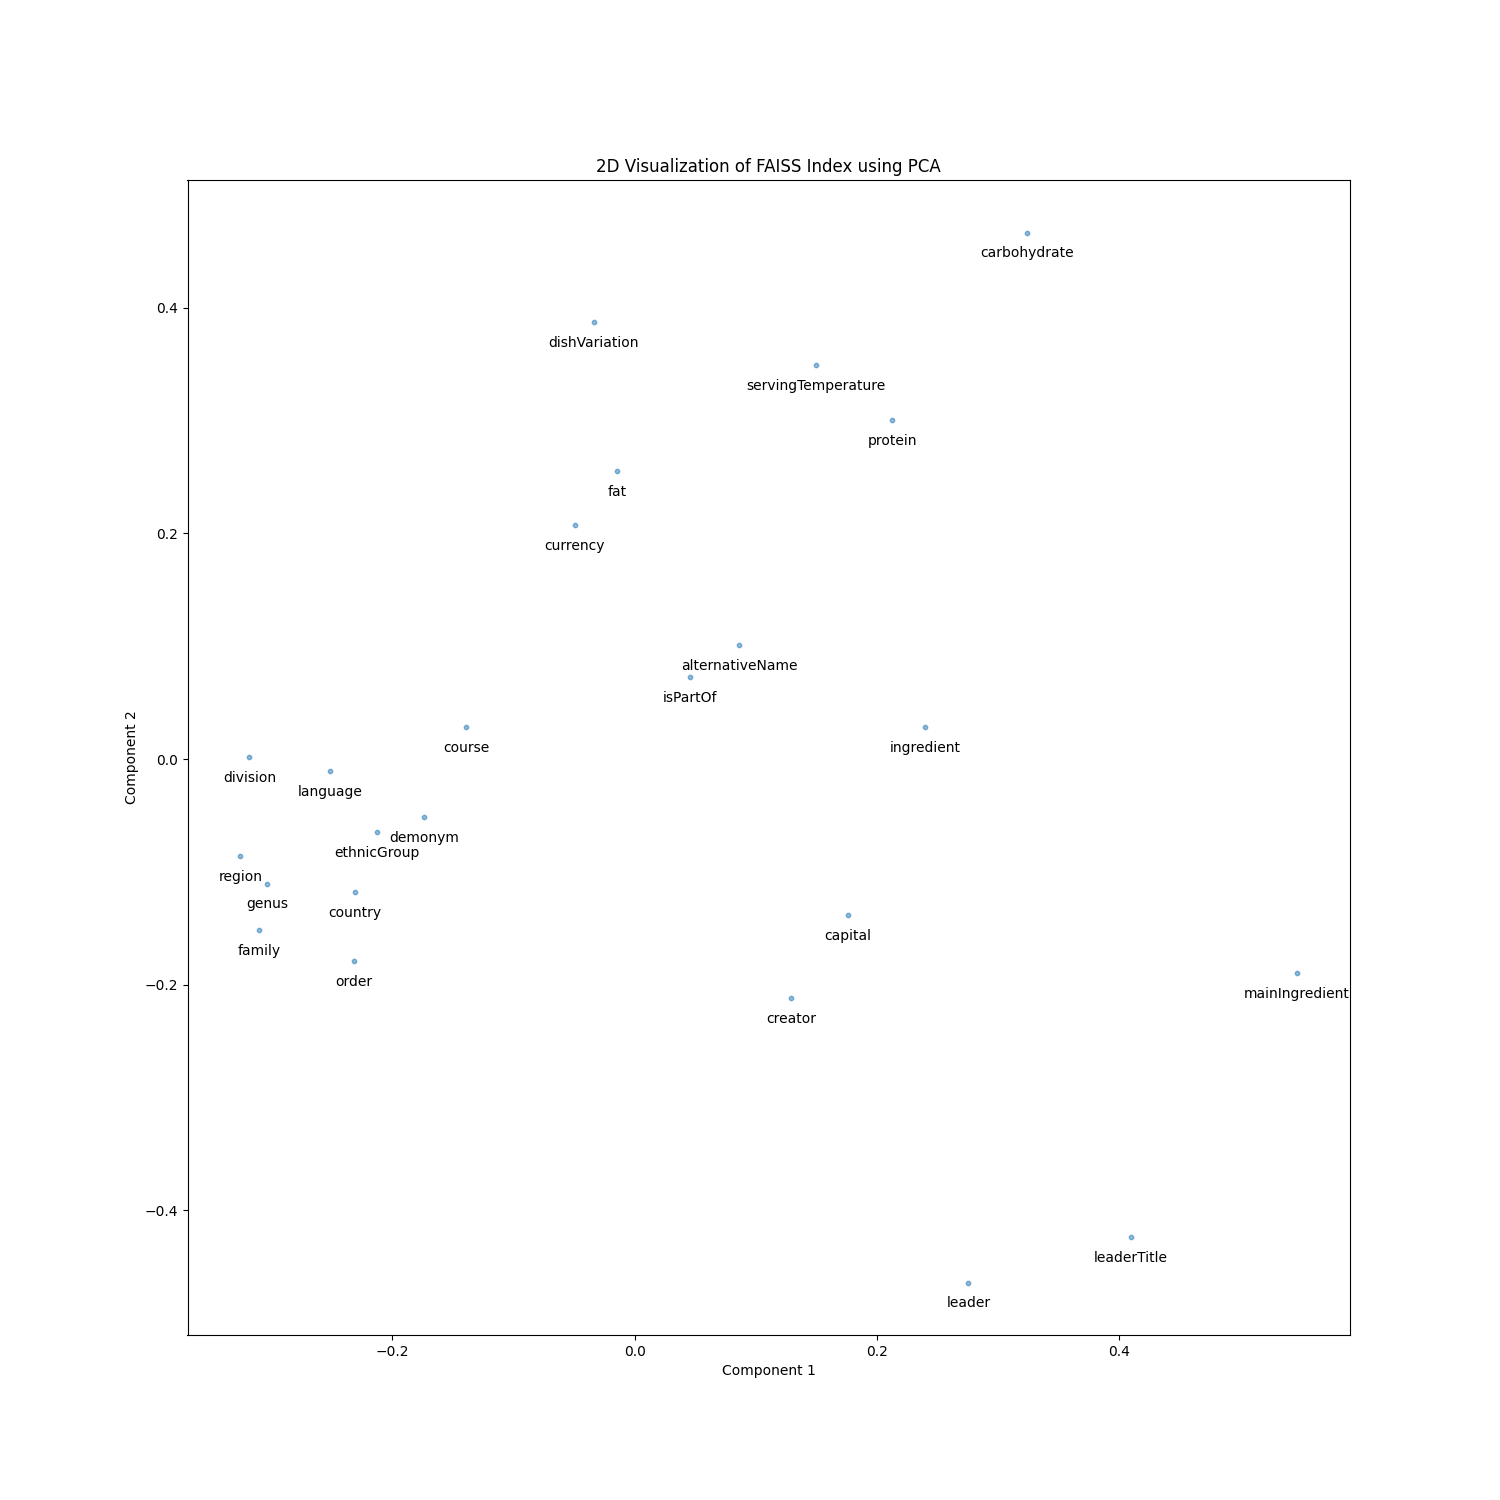 2D Visualization of FAISS Index using PCA
carbohydrate
0.4
dishVariation
servingTemperature
protein
fat
0.2
currency
alternativeName
isPartOf
Component 2
course
ingredient
0.0
division
language
demonym
ethnicGroup
region
genus
country
capital
family
order
−0.2
mainIngredient
creator
−0.4
leaderTitle
leader
−0.2
0.0
0.2
0.4
Component 1